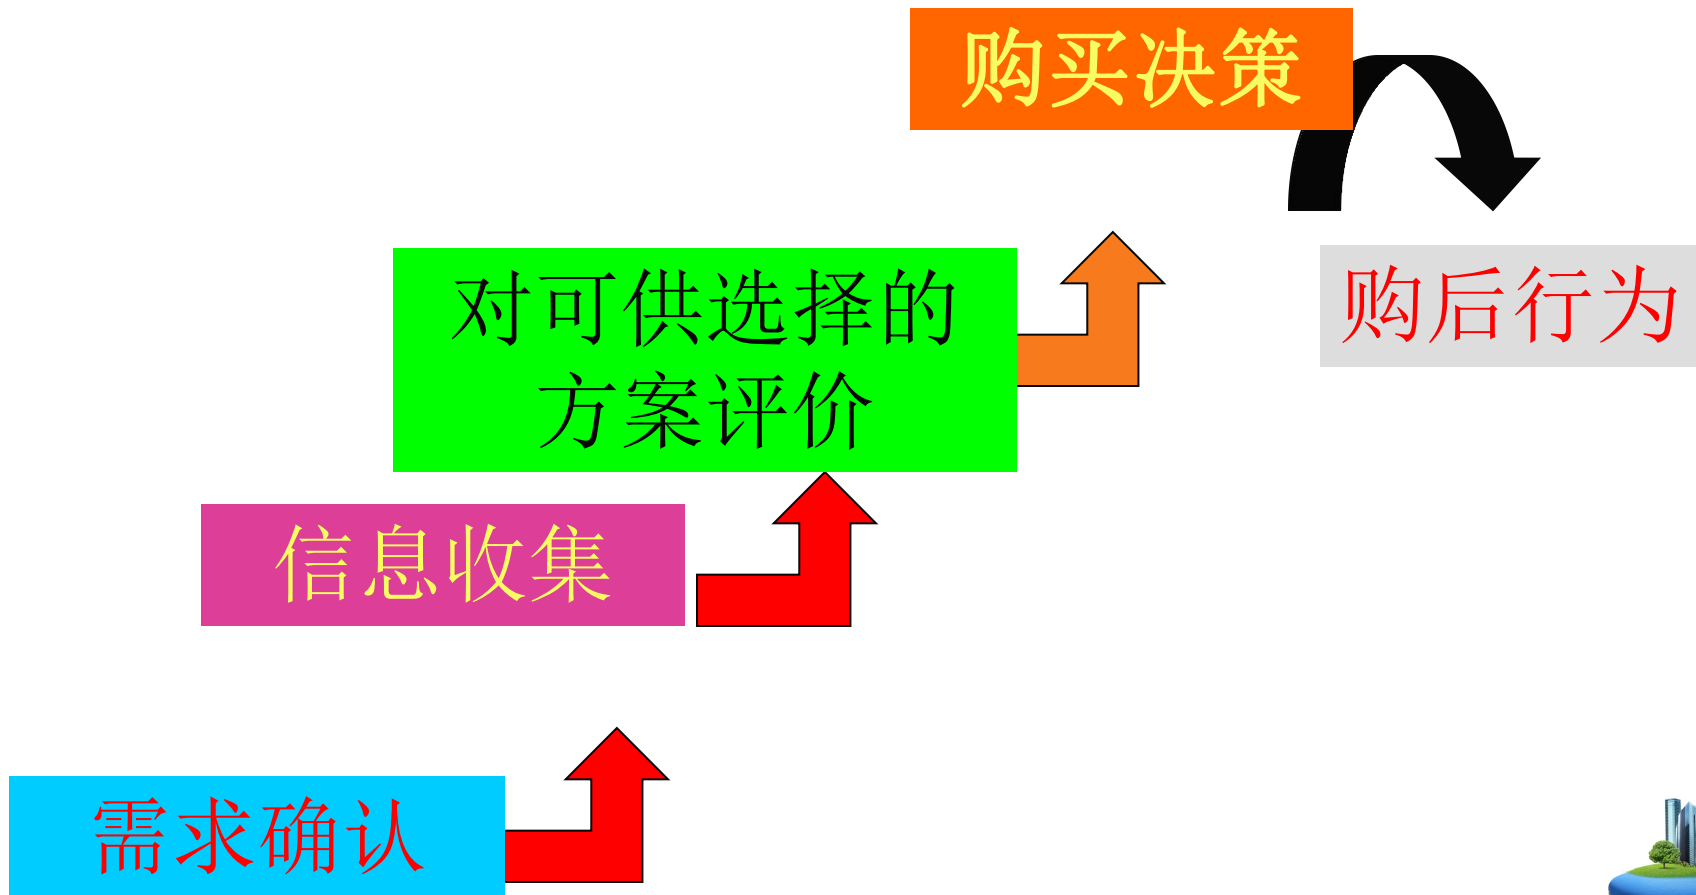 购买决策
对可供选择的
方案评价
购后行为
信息收集
需求确认